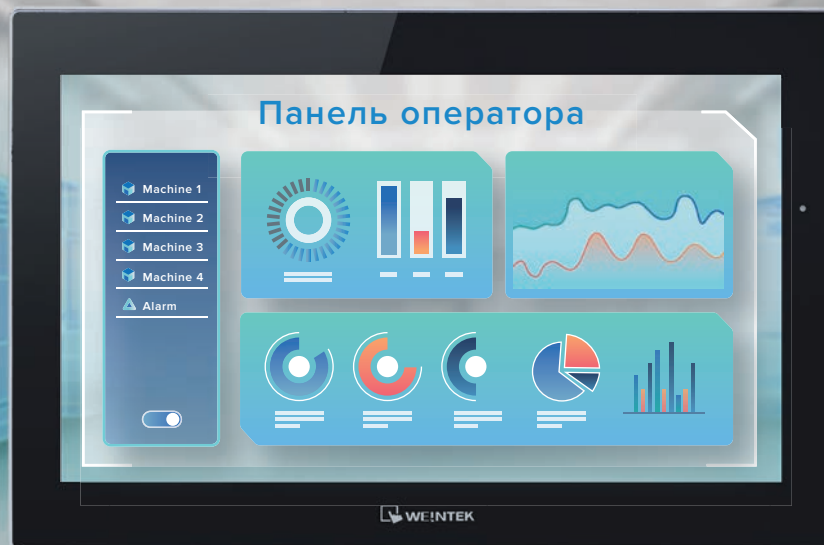 Панель оператора
Machine 1
Machine 2
Machine 3
Machine 4
Alarm
WEINTEK